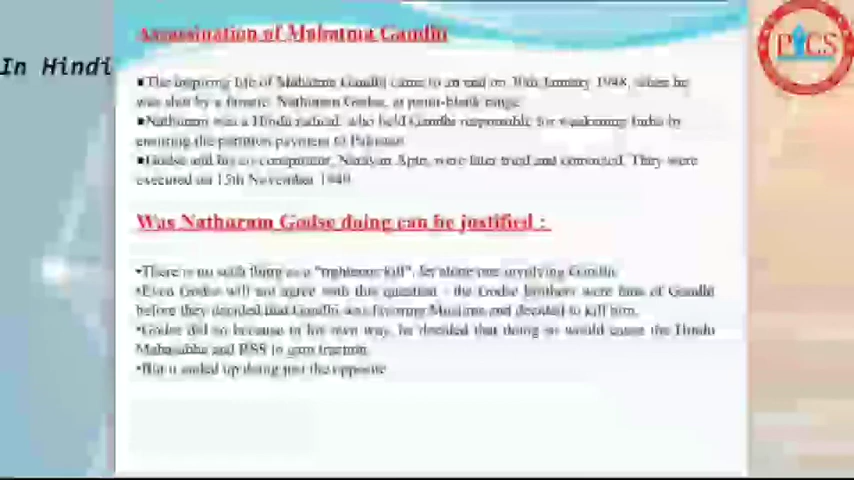 Assassination of Mahatma Gandhi
In Hindi
PICS
▪The inspiring life of Mahatma Gandhi came to an end on 30th January 1948, when he
was shot by a fanatic, Nathuram Godse, at point-blank range.
▪Nathuram was a Hindu radical, who held Gandhi responsible for weakening India by
ensuring the partition payment to Pakistan.
▪Godse and his co-conspirator, Narayan Apte, were later tried and convicted. They were
executed on 15th November 1949.
Was Nathuram Godse doing can be justified :
•There is no such thing as a "righteous kill", let alone one involving Gandhi.
•Even Godse will not agree with this question - the Godse brothers were fans of Gandhi
before they decided that Gandhi was favoring Muslims and decided to kill him.
•Godse did so because in his own way, he decided that doing so would cause the Hindu
Mahasabha and RSS to gain traction.
•But it ended up doing just the opposite